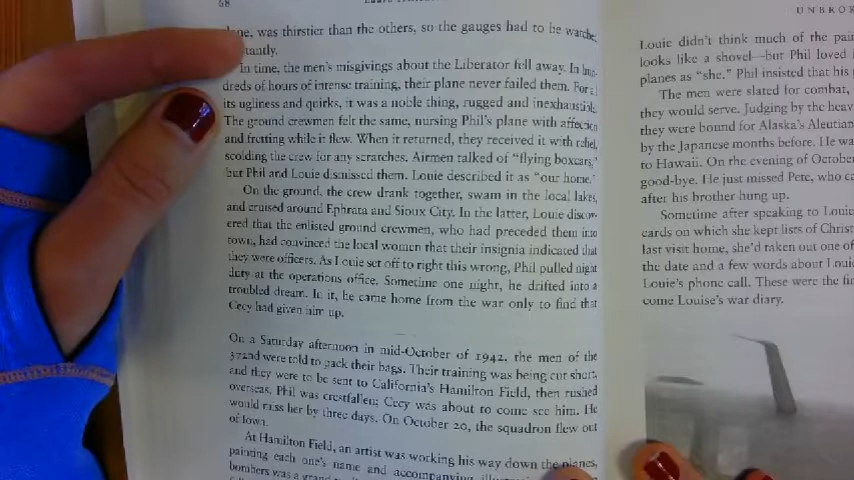 68
UNBROK
was thirstier than the others, so the gauges had to be watche
In time, the men's misgivings about the Liberator fell away. In hun-
dreds of hours of intense training, their plane never failed them. For a
its ugliness and quirks, it was a noble thing, rugged and inexhaustib
The ground crewmen felt the same, nursing Phil's plane with affection
and fretting while it flew. When it returned, they received it with relief,
scolding the crew for any scratches. Airmen talked of "flying boxcars,"
but Phil and Louie dismissed them. Louie described it as "our home."
On the ground, the crew drank together, swam in the local lakes,
and cruised around Ephrata and Sioux City. In the latter, Louie discov-
ered that the enlisted ground crewmen, who had preceded them into
town, had convinced the local women that their insignia indicated that
they were officers. As Louie set off to right this wrong, Phil pulled night
duty at the operations office. Sometime one night, he drifted into a
troubled dream. In it, he came home from the war only to find that
Cecy had given him up.
On a Saturday afternoon in mid-October of 1942, the men of the
372nd were told to pack their bags. Their training was being cut short,
and they were to be sent to California's Hamilton Field, then rushed
overseas. Phil was crestfallen; Cecy was about to come see him. He
would miss her by three days. On October 20, the squadron flew out
of Iowa.
At Hamilton Field, an artist was working his way down the planes,
painting each one's name and accompanying
bombers was a
Louie didn't think much of the pai
looks like a shovel—but Phil loved
planes as "she." Phil insisted that his
The men were slated for combat,
they would serve. Judging by the heav
they were bound for Alaska's Aleutian
by the Japanese months before. He wa
to Hawaii. On the evening of October
good-bye. He just missed Pete, who ca
after his brother hung up.
Sometime after speaking to Louie
cards on which she kept lists of Christ
last visit home, she'd taken out one of
the date and a few words about Loui
Louie's phone call. These were the fir
come Louise's war diary.